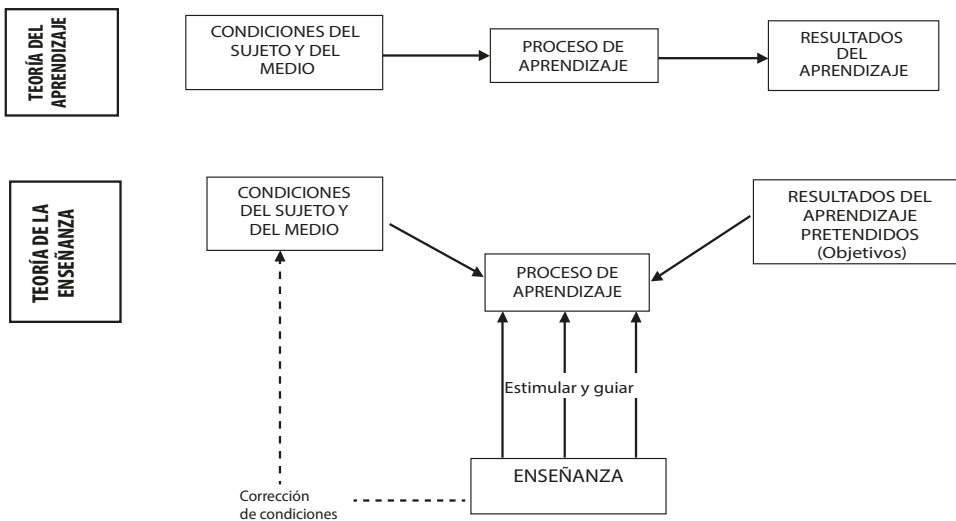 TEORÍA DEL
APRENDIZAJE
CONDICIONES DEL
SUJETO Y DEL
MEDIO
PROCESO DE
APRENDIZAJE
RESULTADOS
DEL
APRENDIZAJE
TEORÍA DE LA
ENSEÑANZA
CONDICIONES
DEL SUJETO Y
DEL MEDIO
RESULTADOS DEL
APRENDIZAJE
PRETENDIDOS
(Objetivos)
PROCESO DE
APRENDIZAJE
Estimular y guiar
ENSEÑANZA
Corrección
de condiciones